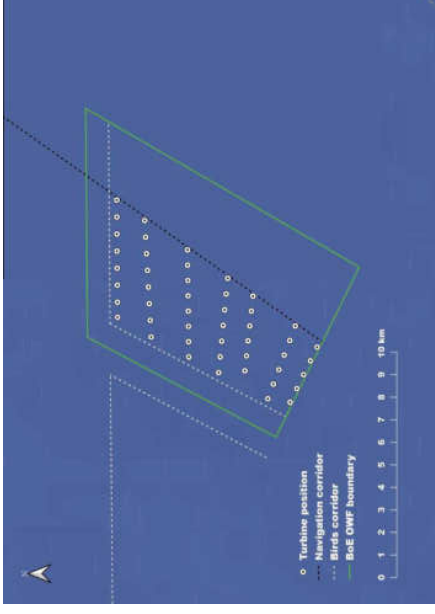 Turbine position
Navigation corridor
Birds corridor
BoE OWF boundary
0 1 2 3 4 5 6 7 8 9 10 km